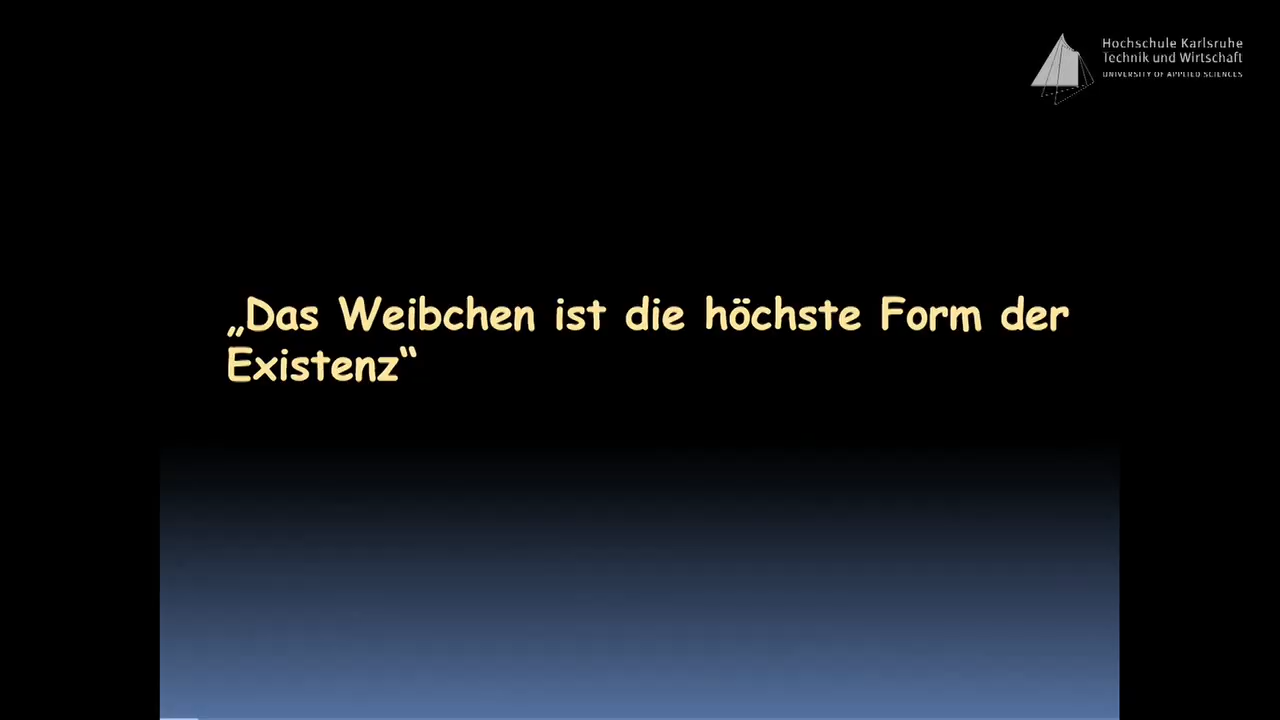 Hochschule Karlsruhe
Technik und Wirtschaft
UNIVERSITY OF APPLIED SCIENCES
„Das Weibchen ist die höchste Form der
Existenz“